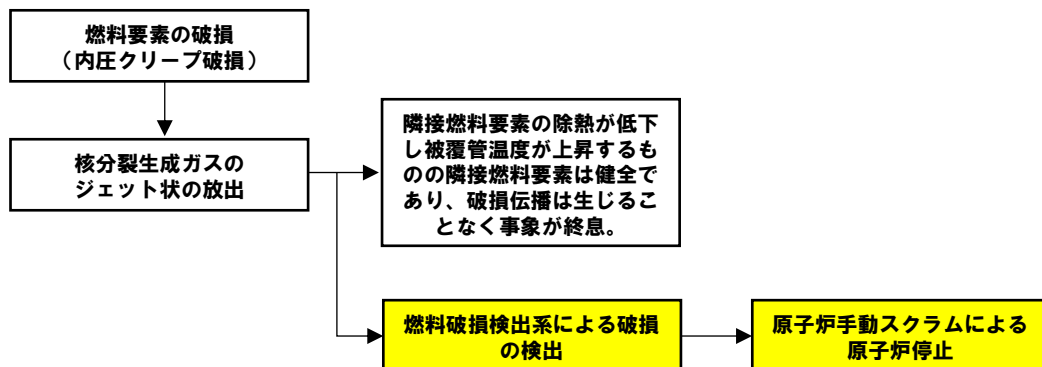 燃料要素の破損
（内圧クリープ破損）
核分裂生成ガスの
ジェット状の放出
隣接燃料要素の除熱が低下
し被覆管温度が上昇するも
のの隣接燃料要素は健全で
あり、破損伝播は生じるこ
となく事象が終息。
燃料破損検出系による破損
の検出
原子炉手動スクラムによる
原子炉停止